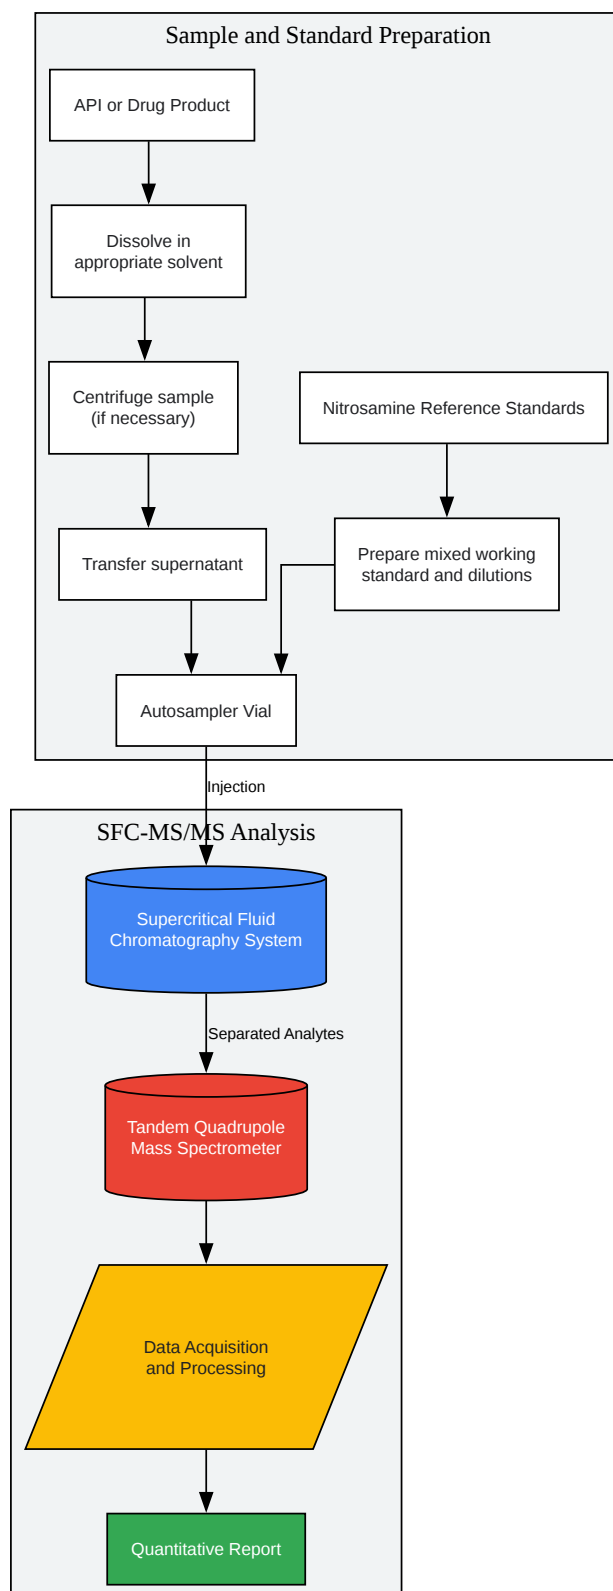 Sample and Standard Preparation
API or Drug Product
Dissolve in
appropriate solvent
Centrifuge sample
(if necessary)
Nitrosamine Reference Standards
Transfer supernatant
Prepare mixed working
standard and dilutions
Autosampler Vial
Injection
SFC-MS/MS Analysis
Supercritical Fluid
Chromatography System
Separated Analytes
Tandem Quadrupole
Mass Spectrometer
Data Acquisition
and Processing
Quantitative Report